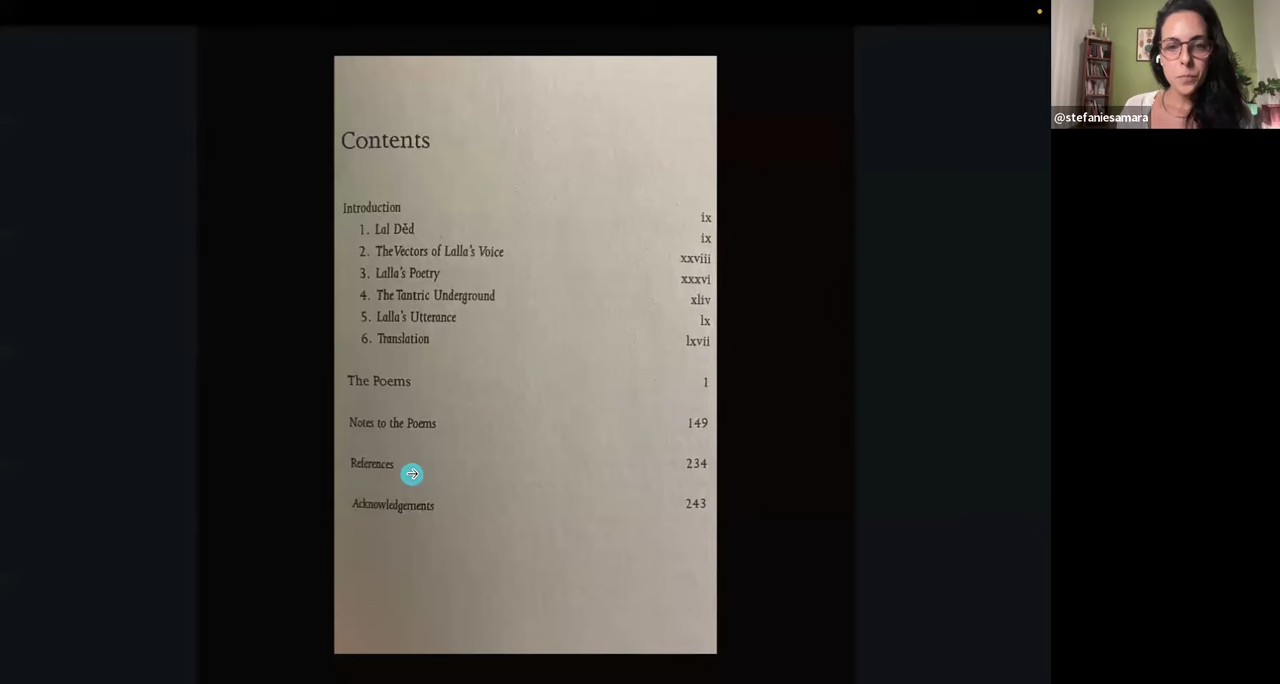 @stefaniesamara
Contents
Introduction ix
1. Lal Dĕd ix
2. The Vectors of Lalla's Voice xxviii
3. Lalla's Poetry xxxvi
4. The Tantric Underground xliv
5. Lalla's Utterance lx
6. Translation lxvii
The Poems 1
Notes to the Poems 149
References 234
Acknowledgements 243